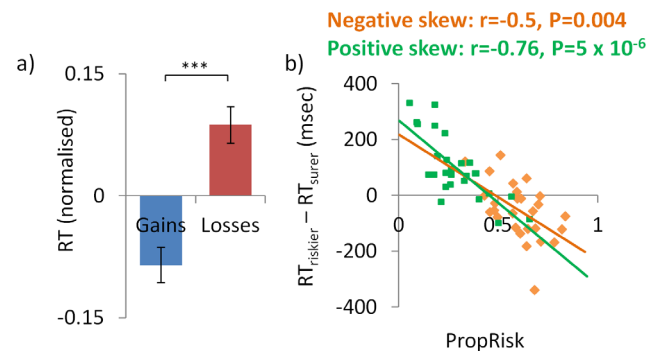 Negative skew: r=-0.5, P=0.004
Positive skew: r=-0.76, P=5 x 10⁻⁶
a)
***
b)
0.15
0
-0.15
RT (normalised)
Gains
Losses
400
200
0
-200
-400
RTriskier – RTsurer (msec)
0
0.5
1
PropRisk